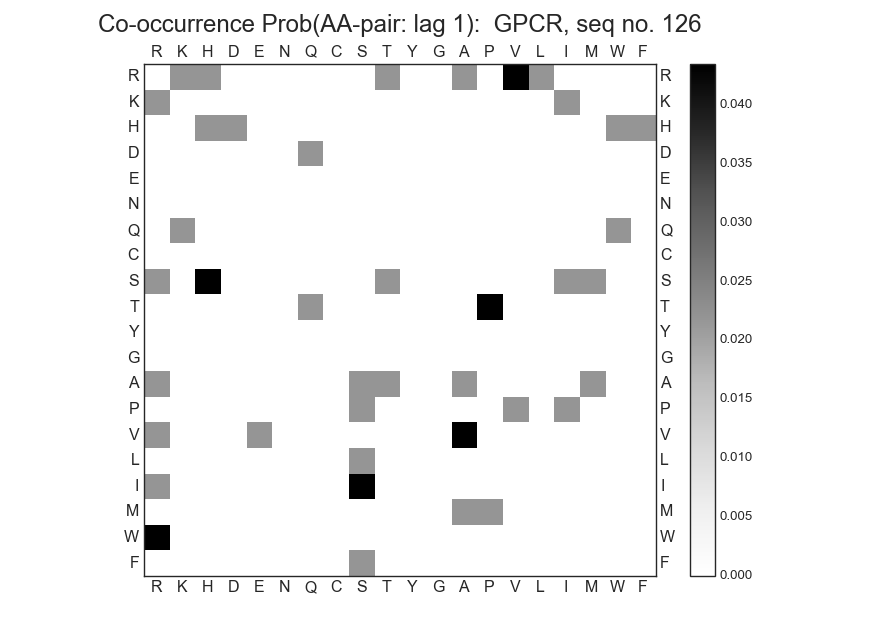 Co-occurrence Prob(AA-pair: lag 1):  GPCR, seq no. 126
R K H D E N Q C S T Y G A P V L I M W F
R R
K K
H H
D D
E E
N N
Q Q
C C
S S
T T
Y Y
G G
A A
P P
V V
L L
I I
M M
W W
F F
R K H D E N Q C S T Y G A P V L I M W F
0.040
0.035
0.030
0.025
0.020
0.015
0.010
0.005
0.000